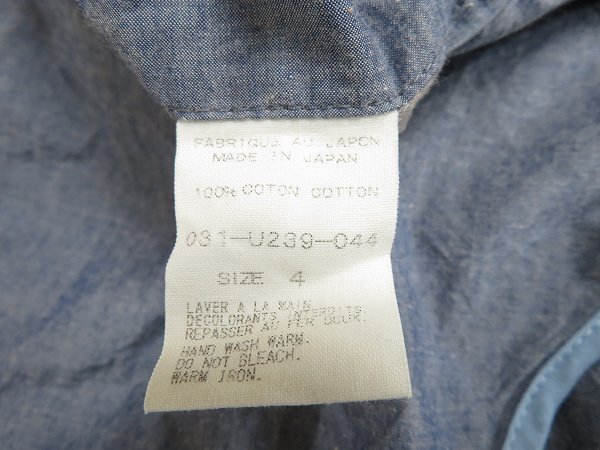 FABRIQUE AU JAPON
MADE IN JAPAN
100% COTON COTTON
031-U239-044
SIZE 4
LAVER A LA MAIN.
DECOLORANTS INTERDITS.
REPASSER AU FER DOUX.
HAND WASH WARM.
DO NOT BLEACH.
WARM IRON.